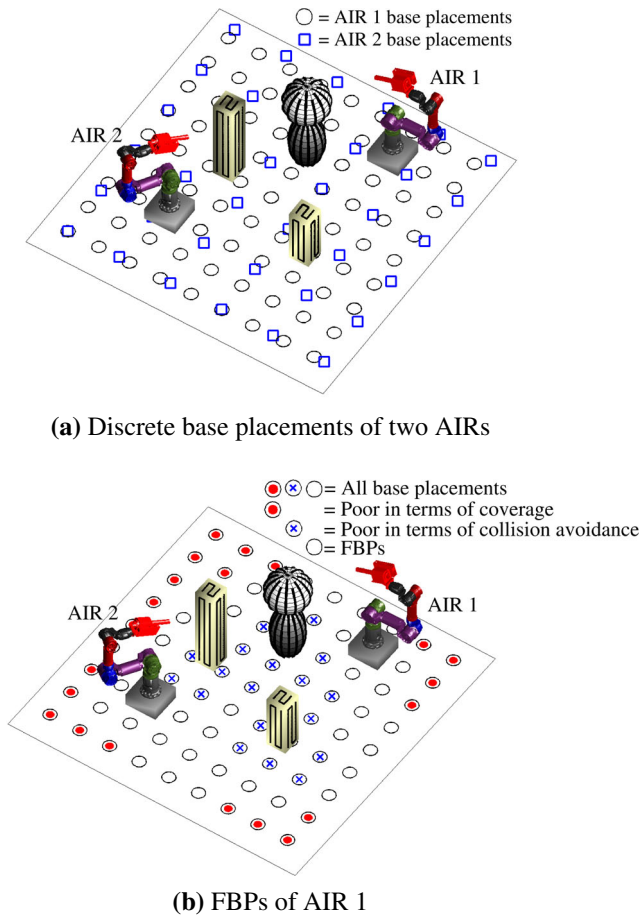 = AIR 1 base placements
= AIR 2 base placements
AIR 1
AIR 2
(a) Discrete base placements of two AIRs
= All base placements
= Poor in terms of coverage
= Poor in terms of collision avoidance
= FBPs
AIR 2
AIR 1
(b) FBPs of AIR 1